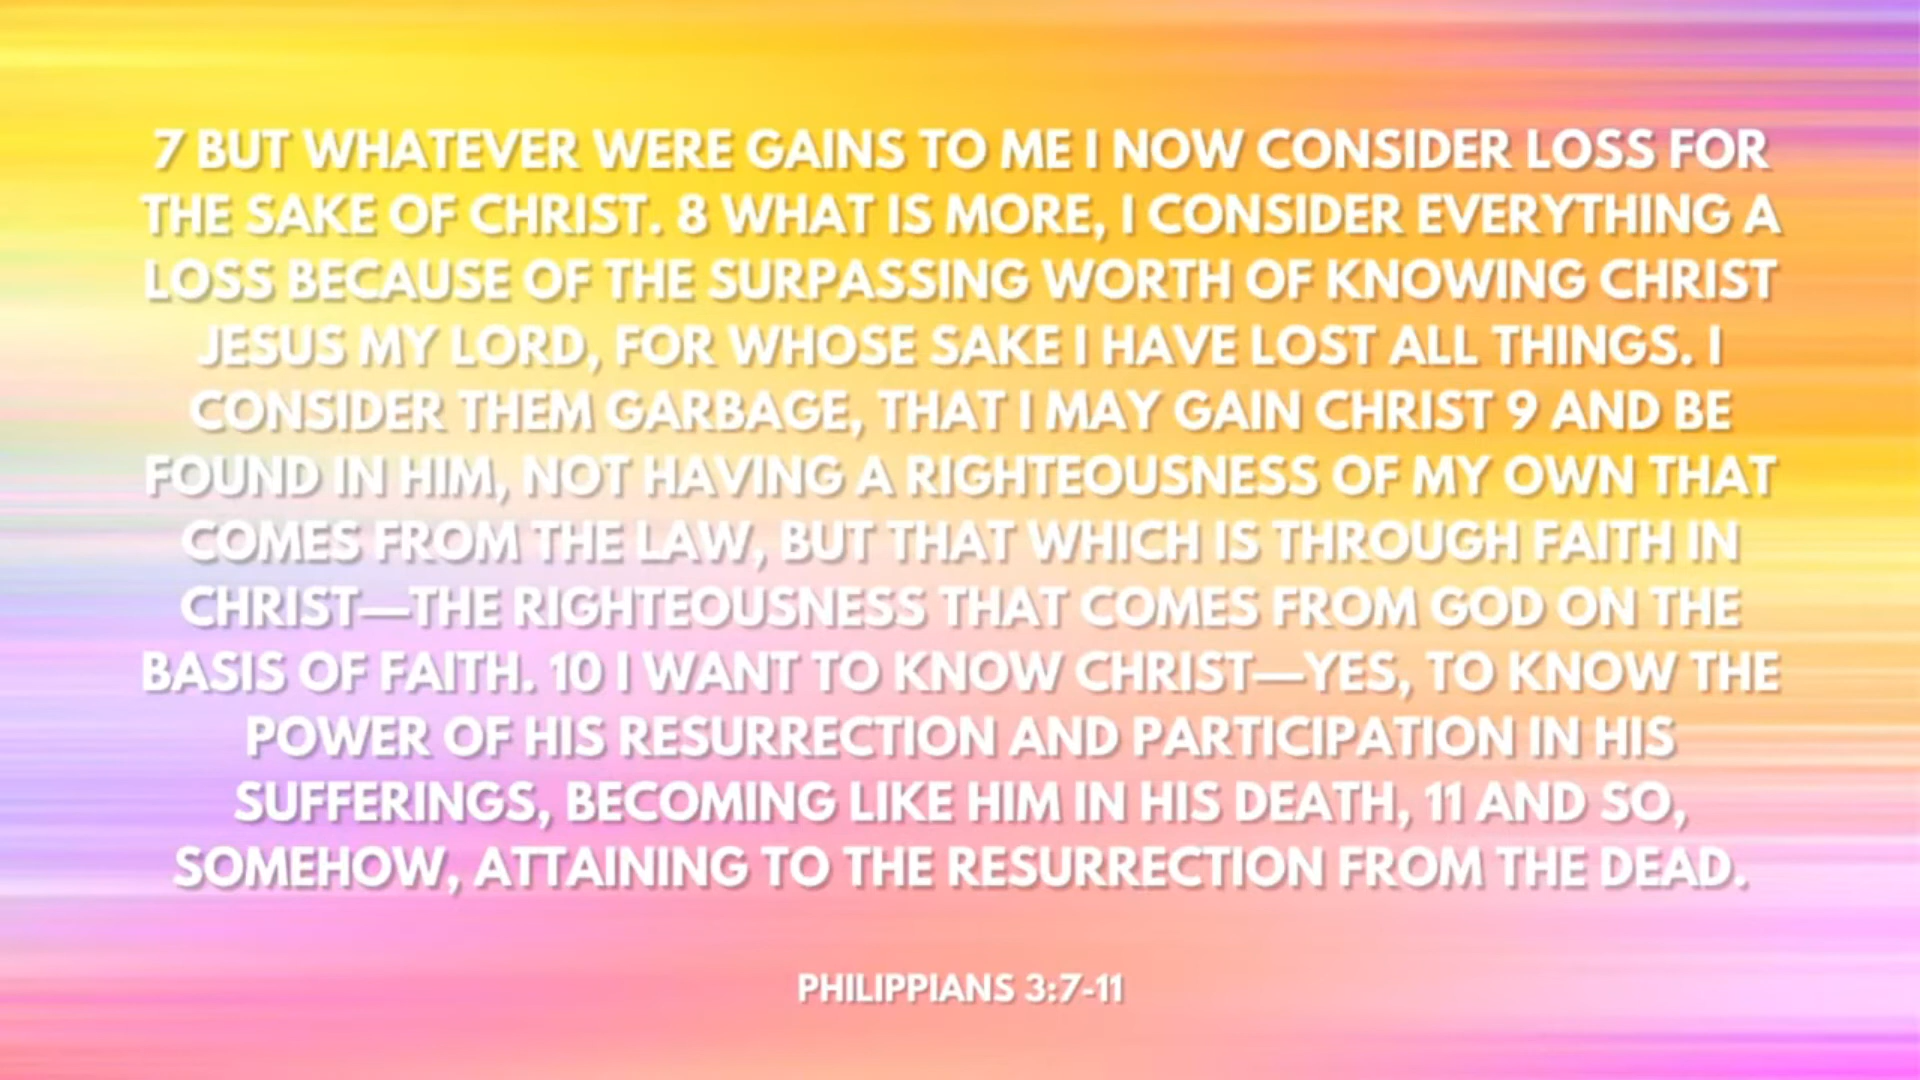 7 BUT WHATEVER WERE GAINS TO ME I NOW CONSIDER LOSS FOR
THE SAKE OF CHRIST. 8 WHAT IS MORE, I CONSIDER EVERYTHING A
LOSS BECAUSE OF THE SURPASSING WORTH OF KNOWING CHRIST
JESUS MY LORD, FOR WHOSE SAKE I HAVE LOST ALL THINGS. I
CONSIDER THEM GARBAGE, THAT I MAY GAIN CHRIST 9 AND BE
FOUND IN HIM, NOT HAVING A RIGHTEOUSNESS OF MY OWN THAT
COMES FROM THE LAW, BUT THAT WHICH IS THROUGH FAITH IN
CHRIST—THE RIGHTEOUSNESS THAT COMES FROM GOD ON THE
BASIS OF FAITH. 10 I WANT TO KNOW CHRIST—YES, TO KNOW THE
POWER OF HIS RESURRECTION AND PARTICIPATION IN HIS
SUFFERINGS, BECOMING LIKE HIM IN HIS DEATH, 11 AND SO,
SOMEHOW, ATTAINING TO THE RESURRECTION FROM THE DEAD.
PHILIPPIANS 3:7-11